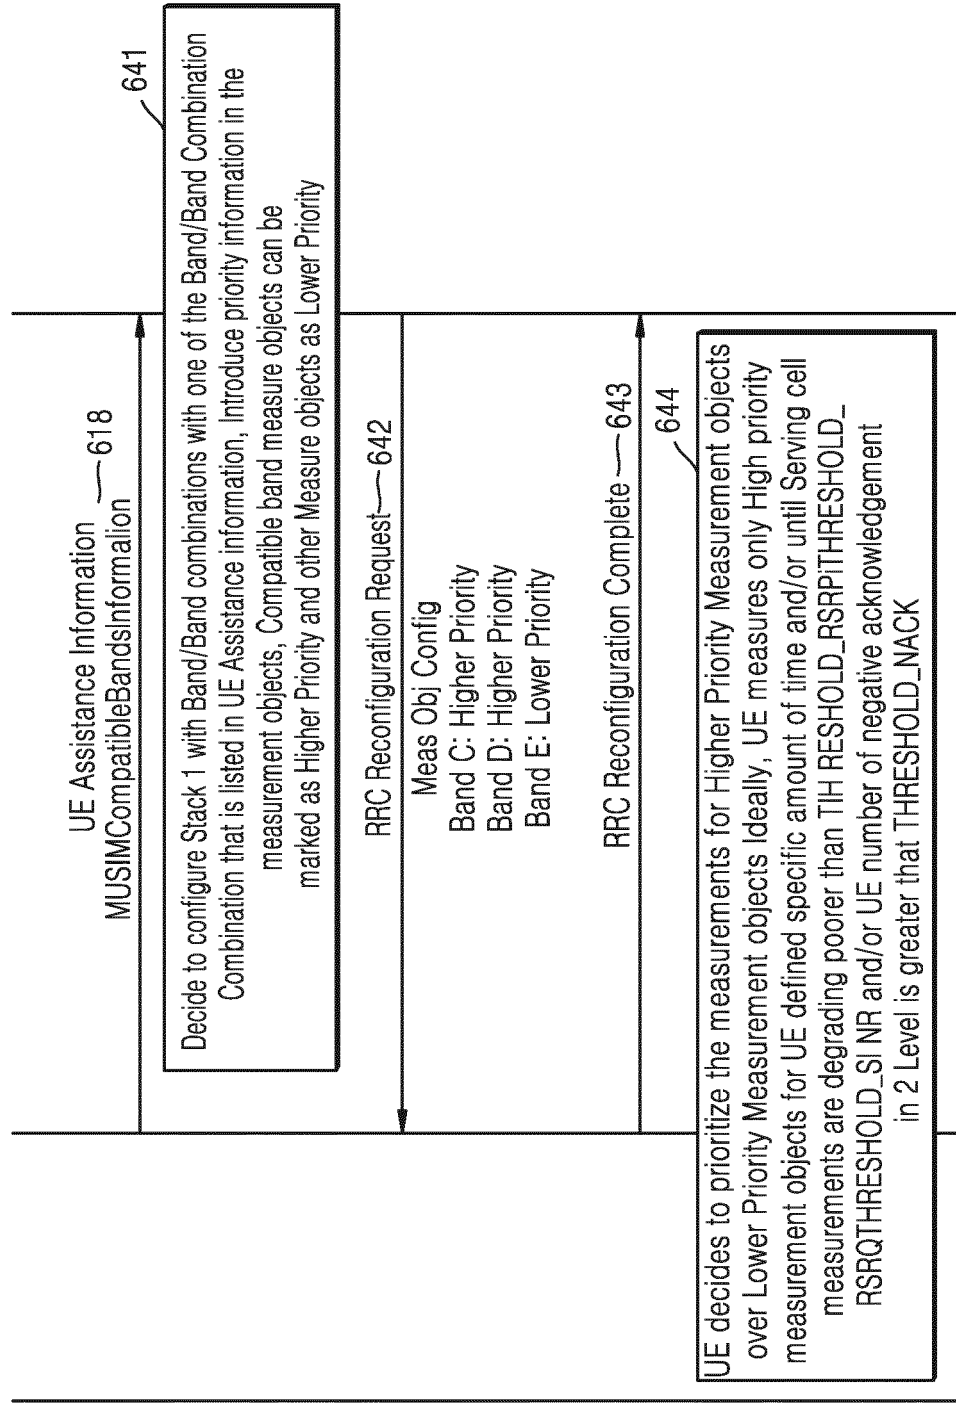 UE Assistance Information
618
MUSIMCompatibleBandsInformalion
641
Decide to configure Stack 1 with Band/Band combinations with one of the Band/Band Combination
Combination that is listed in UE Assistance information, Introduce priority information in the
measurement objects, Compatible band measure objects can be
marked as Higher Priority and other Measure objects as Lower Priority
RRC Reconfiguration Request 642
Meas Obj Config
Band C: Higher Priority
Band D: Higher Priority
Band E: Lower Priority
RRC Reconfiguration Complete 643
644
UE decides to prioritize the measurements for Higher Priority Measurement objects
over Lower Priority Measurement objects Ideally, UE measures only High priority
measurement objects for UE defined specific amount of time and/or until Serving cell
measurements are degrading poorer than TIH RESHOLD_RSRPITHRESHOLD_
RSRQTHRESHOLD_SI NR and/or UE number of negative acknowledgement
in 2 Level is greater that THRESHOLD_NACK